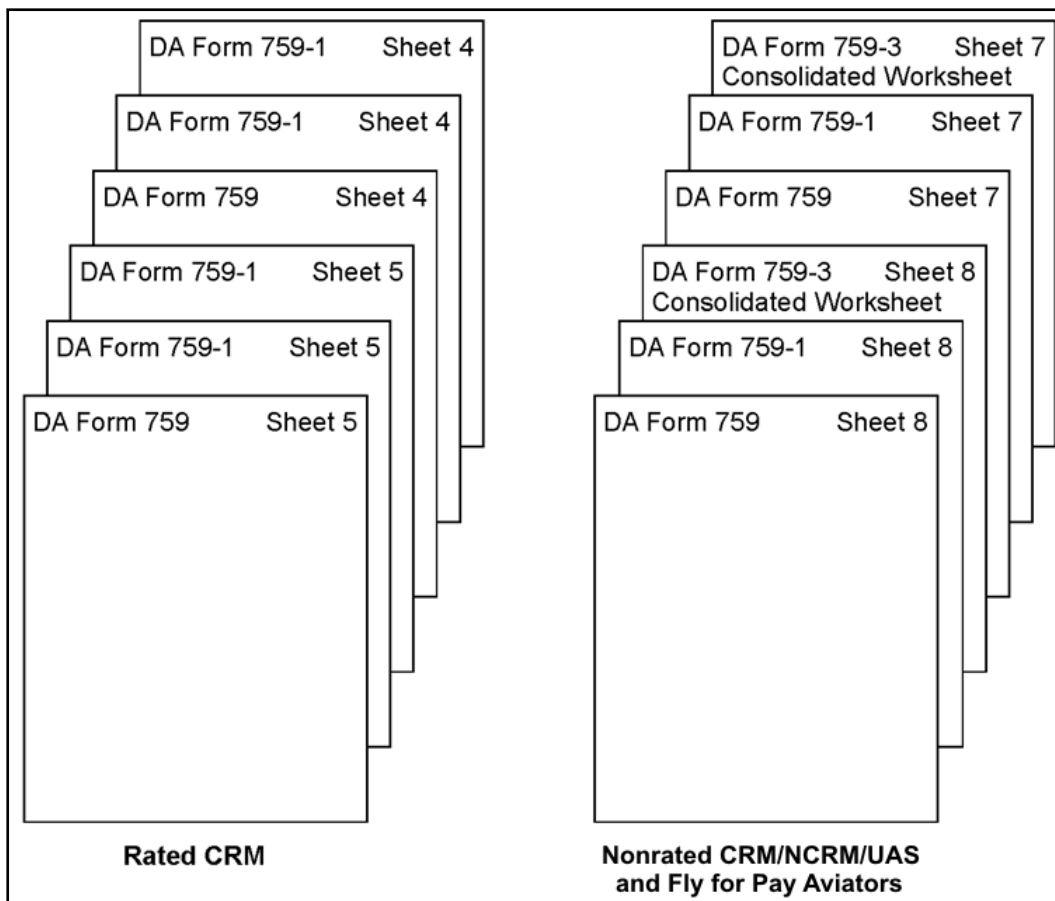 DA Form 759-1 Sheet 4
DA Form 759-1 Sheet 4
DA Form 759 Sheet 4
DA Form 759-1 Sheet 5
DA Form 759-1 Sheet 5
DA Form 759 Sheet 5
Rated CRM
DA Form 759-3 Sheet 7
Consolidated Worksheet
DA Form 759-1 Sheet 7
DA Form 759 Sheet 7
DA Form 759-3 Sheet 8
Consolidated Worksheet
DA Form 759-1 Sheet 8
DA Form 759 Sheet 8
Nonrated CRM/NCRM/UAS
and Fly for Pay Aviators